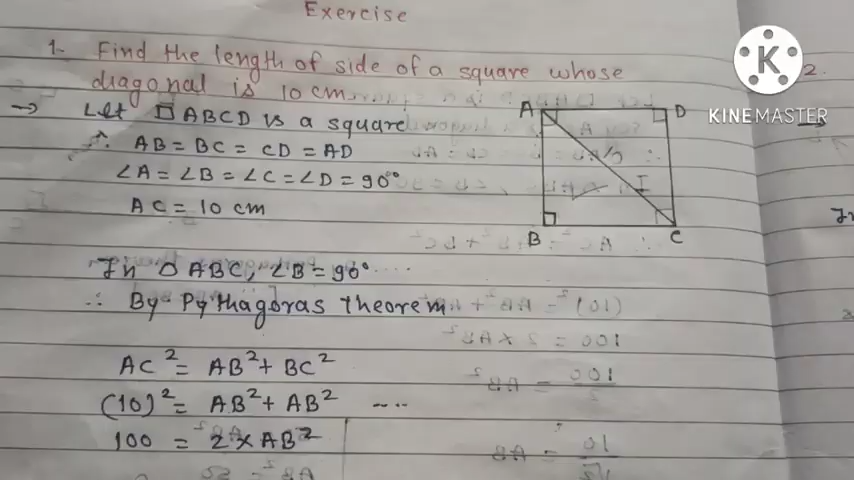 Exercise
1. Find the length of side of a square whose
diagonal is 10 cm.
→ Let □ ABCD is a square
∴ AB = BC = CD = AD
∠A = ∠B = ∠C = ∠D = 90°
AC = 10 cm
A D
B C
In △ ABC, ∠B = 90° ....
∴ By Pythagoras theorem
AC² = AB² + BC²
(10)² = AB² + AB² ....
100 = 2 × AB²
K
KINEMASTER
2.
In